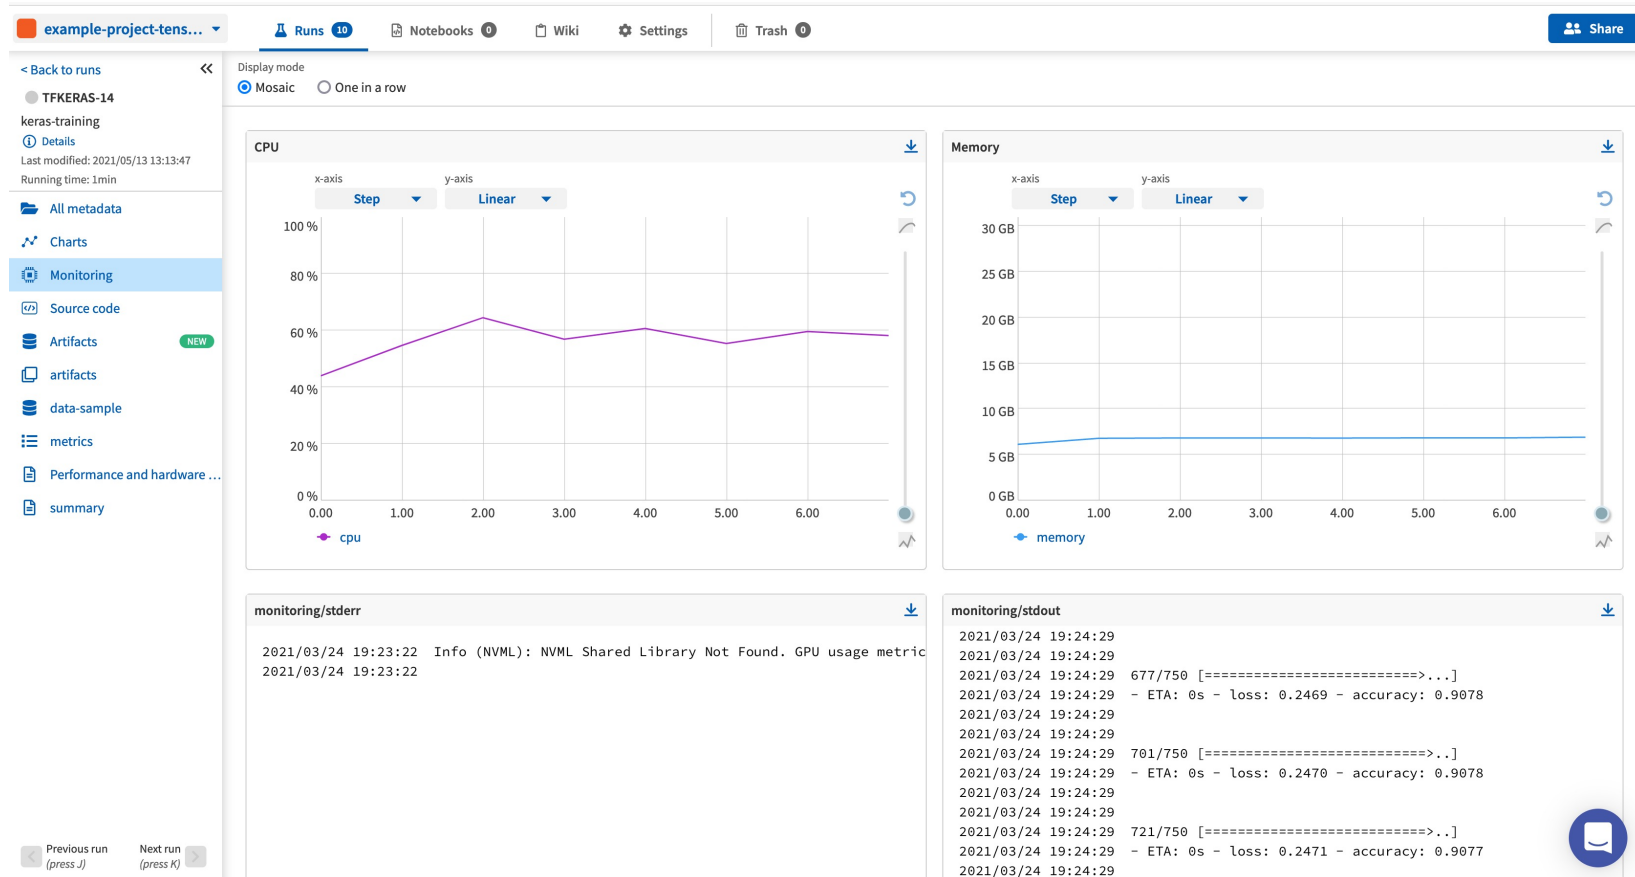 example-project-tens...
Runs 10
Notebooks 0
Wiki
Settings
Trash 0
Share
< Back to runs
TFKERAS-14
keras-training
Details
Last modified: 2021/05/13 13:13:47
Running time: 1min
All metadata
Charts
Monitoring
Source code
Artifacts NEW
artifacts
data-sample
metrics
Performance and hardware ...
summary
Previous run
(press J)
Next run
(press K)
Display mode
Mosaic
One in a row
CPU
x-axis
y-axis
Step
Linear
100 %
80 %
60 %
40 %
20 %
0 %
0.00 1.00 2.00 3.00 4.00 5.00 6.00
cpu
Memory
x-axis
y-axis
Step
Linear
30 GB
25 GB
20 GB
15 GB
10 GB
5 GB
0 GB
0.00 1.00 2.00 3.00 4.00 5.00 6.00
memory
monitoring/stderr
2021/03/24 19:23:22 Info (NVML): NVML Shared Library Not Found. GPU usage metric
2021/03/24 19:23:22
monitoring/stdout
2021/03/24 19:24:29
2021/03/24 19:24:29
2021/03/24 19:24:29 677/750 [==========================>...]
2021/03/24 19:24:29 - ETA: 0s - loss: 0.2469 - accuracy: 0.9078
2021/03/24 19:24:29
2021/03/24 19:24:29
2021/03/24 19:24:29 701/750 [===========================>..]
2021/03/24 19:24:29 - ETA: 0s - loss: 0.2470 - accuracy: 0.9078
2021/03/24 19:24:29
2021/03/24 19:24:29
2021/03/24 19:24:29 721/750 [===========================>..]
2021/03/24 19:24:29 - ETA: 0s - loss: 0.2471 - accuracy: 0.9077
2021/03/24 19:24:29